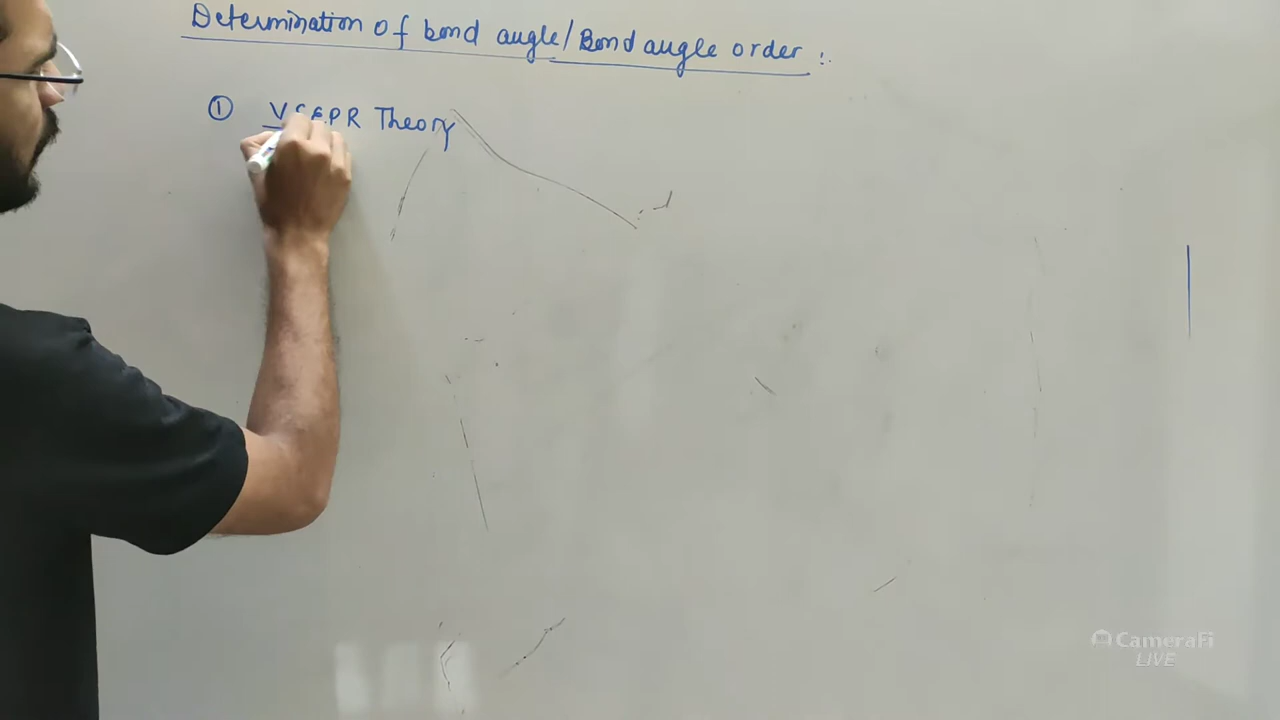 Determination of bond angle/Bond angle order :.
① VSEPR Theory
CameraFi
LIVE